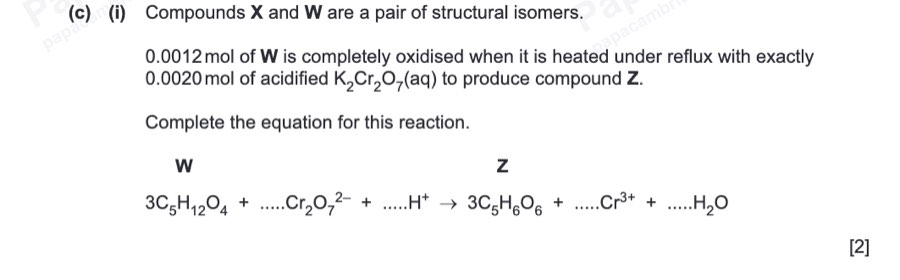 (c) (i) Compounds X and W are a pair of structural isomers.
0.0012 mol of W is completely oxidised when it is heated under reflux with exactly
0.0020 mol of acidified K₂Cr₂O₇(aq) to produce compound Z.
Complete the equation for this reaction.
W Z
3C₅H₁₂O₄ + .....Cr₂O₇²⁻ + .....H⁺ → 3C₅H₆O₆ + .....Cr³⁺ + .....H₂O
[2]